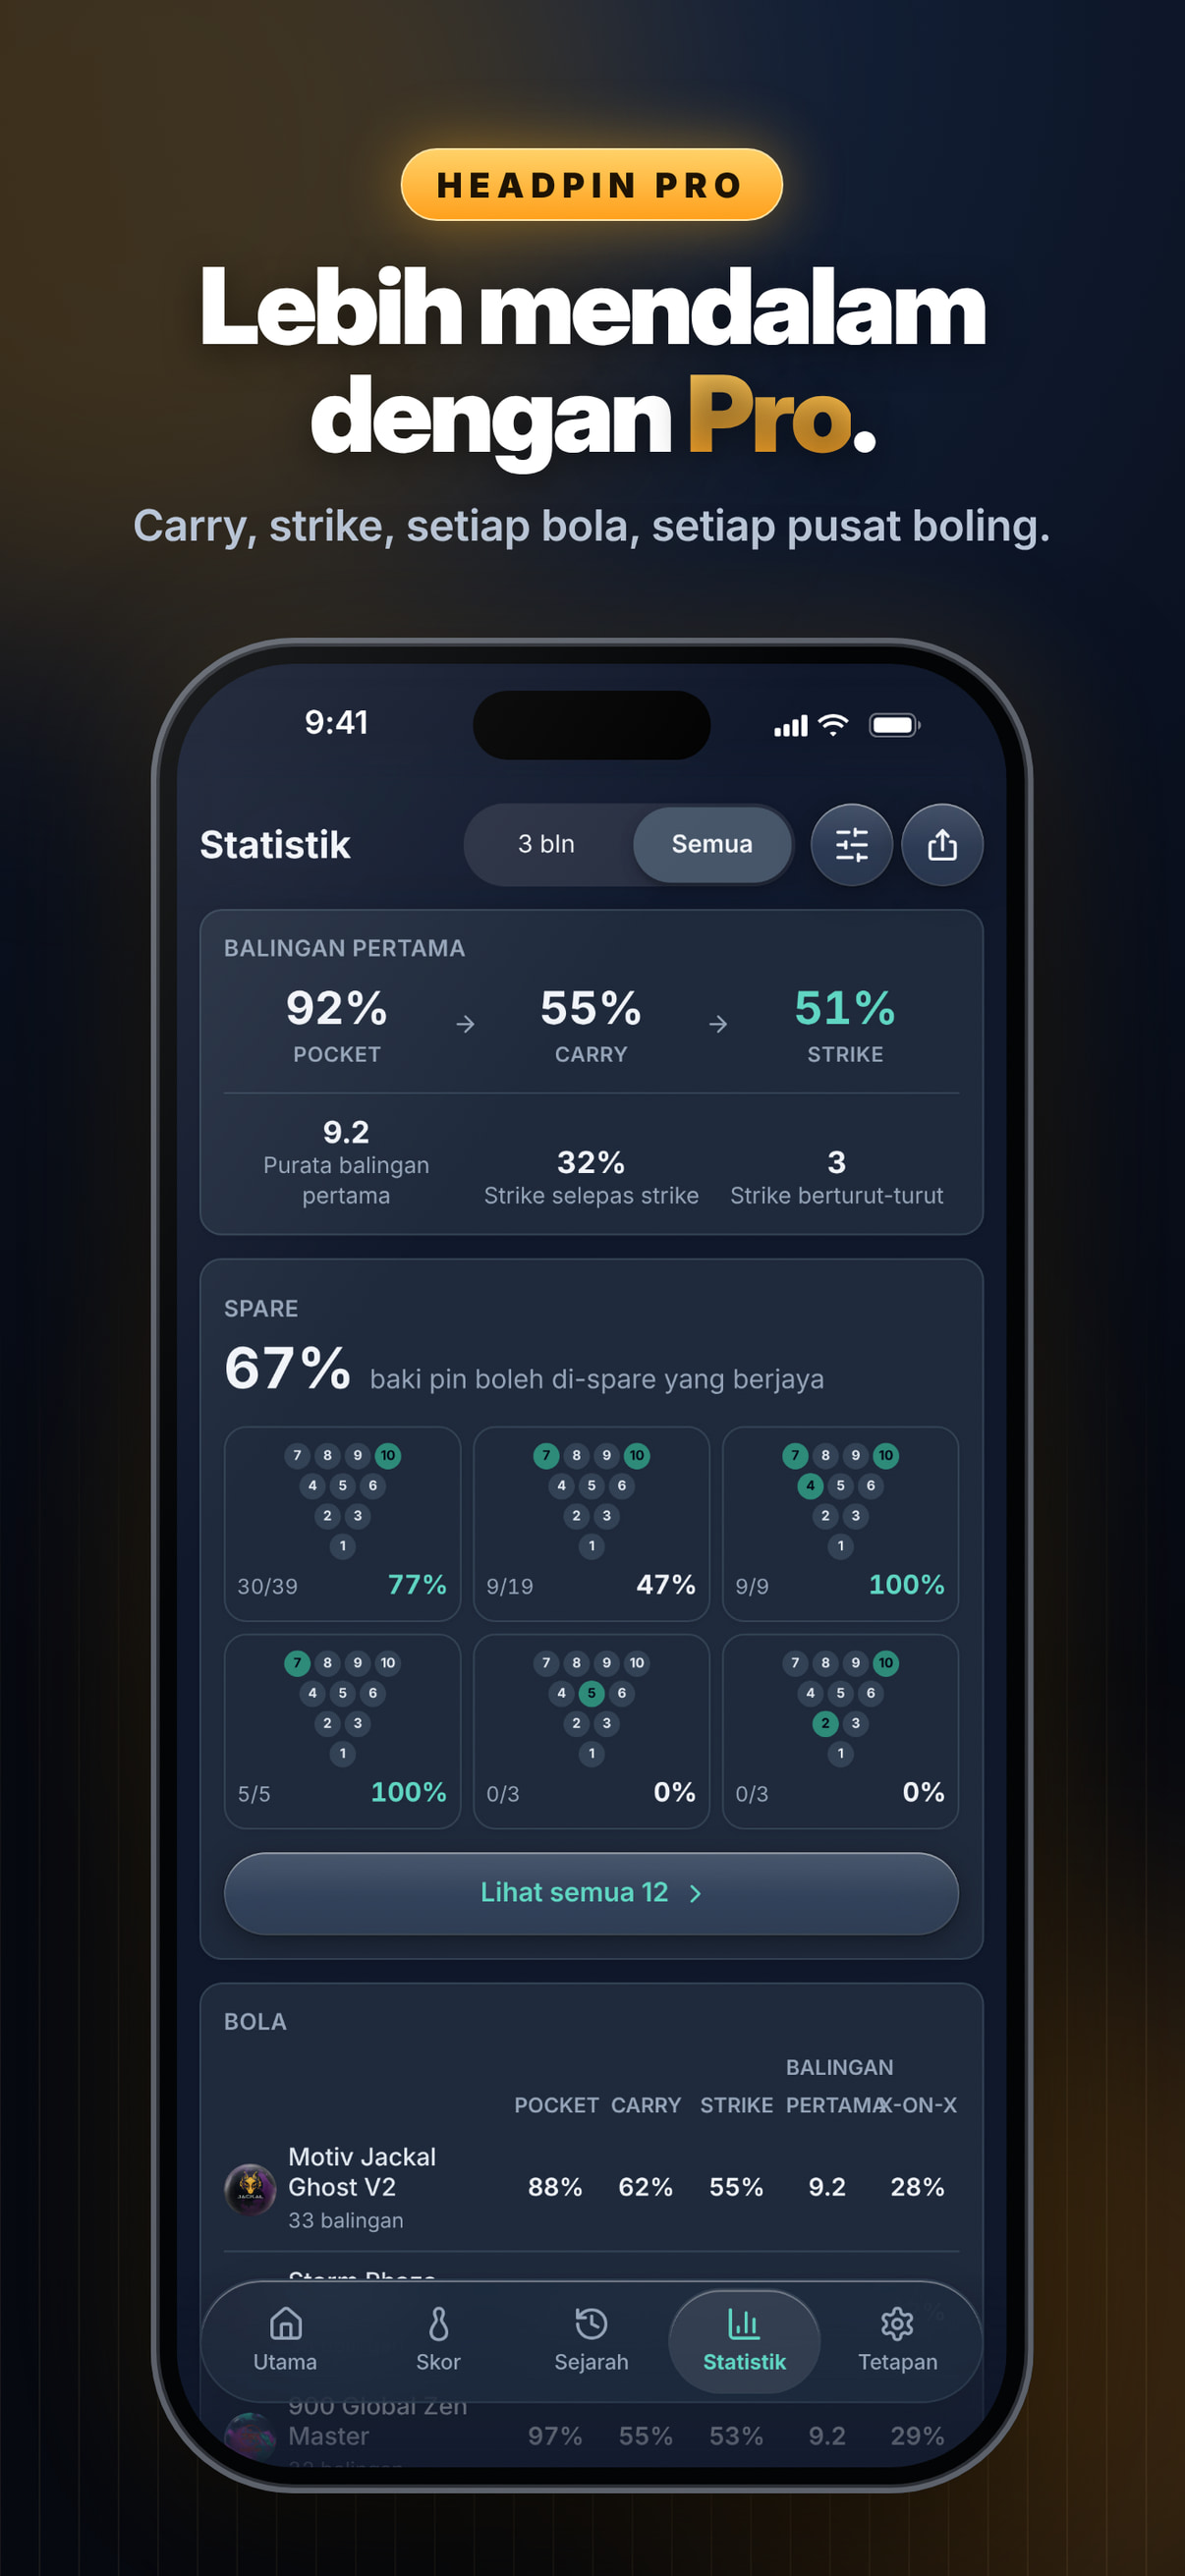 HEADPIN PRO
Lebih mendalam
dengan Pro.
Carry, strike, setiap bola, setiap pusat boling.
9:41
Statistik
3 bln
Semua
BALINGAN PERTAMA
92%
55%
51%
POCKET
CARRY
STRIKE
9.2
Purata balingan
pertama
32%
Strike selepas strike
3
Strike berturut-turut
SPARE
67% baki pin boleh di-spare yang berjaya
7 8 9 10
4 5 6
2 3
1
30/39 77%
7 8 9 10
4 5 6
2 3
1
9/19 47%
7 8 9 10
4 5 6
2 3
1
9/9 100%
7 8 9 10
4 5 6
2 3
1
5/5 100%
7 8 9 10
4 5 6
2 3
1
0/3 0%
7 8 9 10
4 5 6
2 3
1
0/3 0%
Lihat semua 12
BOLA
POCKET CARRY STRIKE
BALINGAN
PERTAMA
X-ON-X
JACKAL
Motiv Jackal
Ghost V2
33 balingan
88% 62% 55% 9.2 28%
Utama
Skor
Sejarah
Statistik
Tetapan
900 Global Zen
Master
97% 55% 53% 9.2 29%